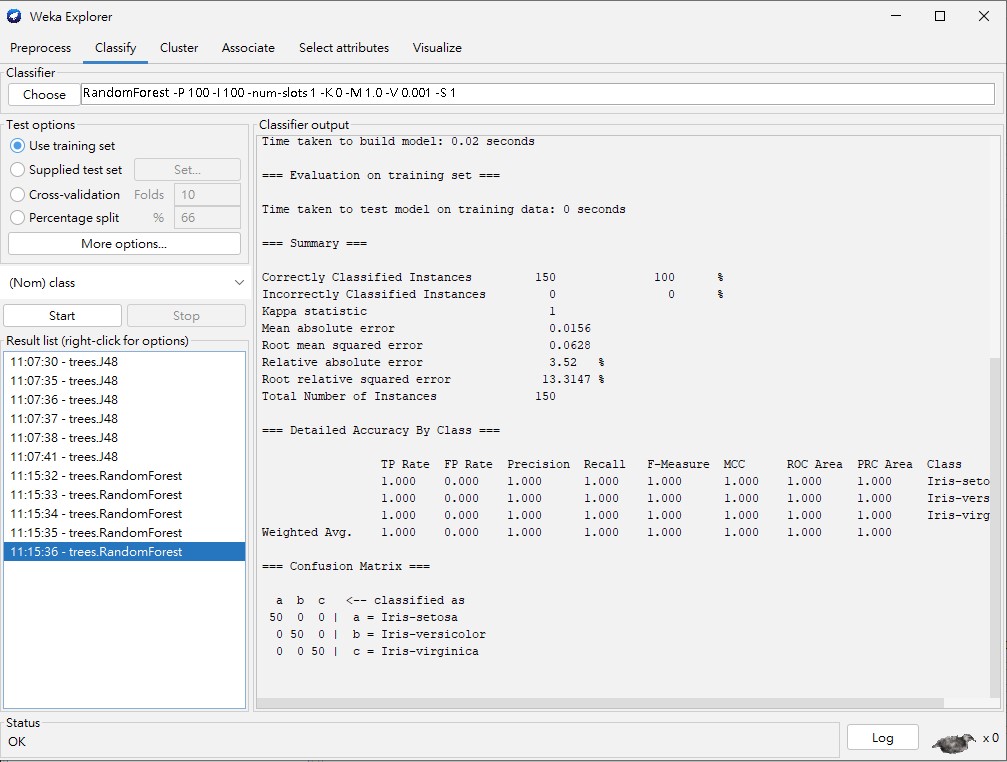 Weka Explorer
Preprocess Classify Cluster Associate Select attributes Visualize
Classifier
Choose RandomForest -P 100 -I 100 -num-slots 1 -K 0 -M 1.0 -V 0.001 -S 1
Test options
Use training set
Supplied test set Set...
Cross-validation Folds 10
Percentage split % 66
More options...
(Nom) class
Start Stop
Result list (right-click for options)
11:07:30 - trees.J48
11:07:35 - trees.J48
11:07:36 - trees.J48
11:07:37 - trees.J48
11:07:38 - trees.J48
11:07:41 - trees.J48
11:15:32 - trees.RandomForest
11:15:33 - trees.RandomForest
11:15:34 - trees.RandomForest
11:15:35 - trees.RandomForest
11:15:36 - trees.RandomForest
Classifier output
Time taken to build model: 0.02 seconds
=== Evaluation on training set ===
Time taken to test model on training data: 0 seconds
=== Summary ===
Correctly Classified Instances 150 100 %
Incorrectly Classified Instances 0 0 %
Kappa statistic 1
Mean absolute error 0.0156
Root mean squared error 0.0628
Relative absolute error 3.52 %
Root relative squared error 13.3147 %
Total Number of Instances 150
=== Detailed Accuracy By Class ===
TP Rate FP Rate Precision Recall F-Measure MCC ROC Area PRC Area Class
1.000 0.000 1.000 1.000 1.000 1.000 1.000 1.000 Iris-seto
1.000 0.000 1.000 1.000 1.000 1.000 1.000 1.000 Iris-vers
1.000 0.000 1.000 1.000 1.000 1.000 1.000 1.000 Iris-virg
Weighted Avg. 1.000 0.000 1.000 1.000 1.000 1.000 1.000 1.000
=== Confusion Matrix ===
a b c <-- classified as
50 0 0 | a = Iris-setosa
0 50 0 | b = Iris-versicolor
0 0 50 | c = Iris-virginica
Status
OK
Log x 0